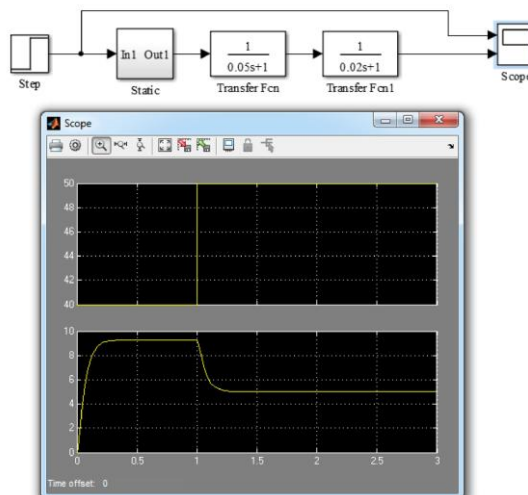 Step
In1 Out1
Static
1
0.05s+1
Transfer Fcn
1
0.02s+1
Transfer Fcn1
Scope
Scope
50
48
46
44
42
40
10
8
6
4
2
0
0 0.5 1 1.5 2 2.5 3
Time offset: 0